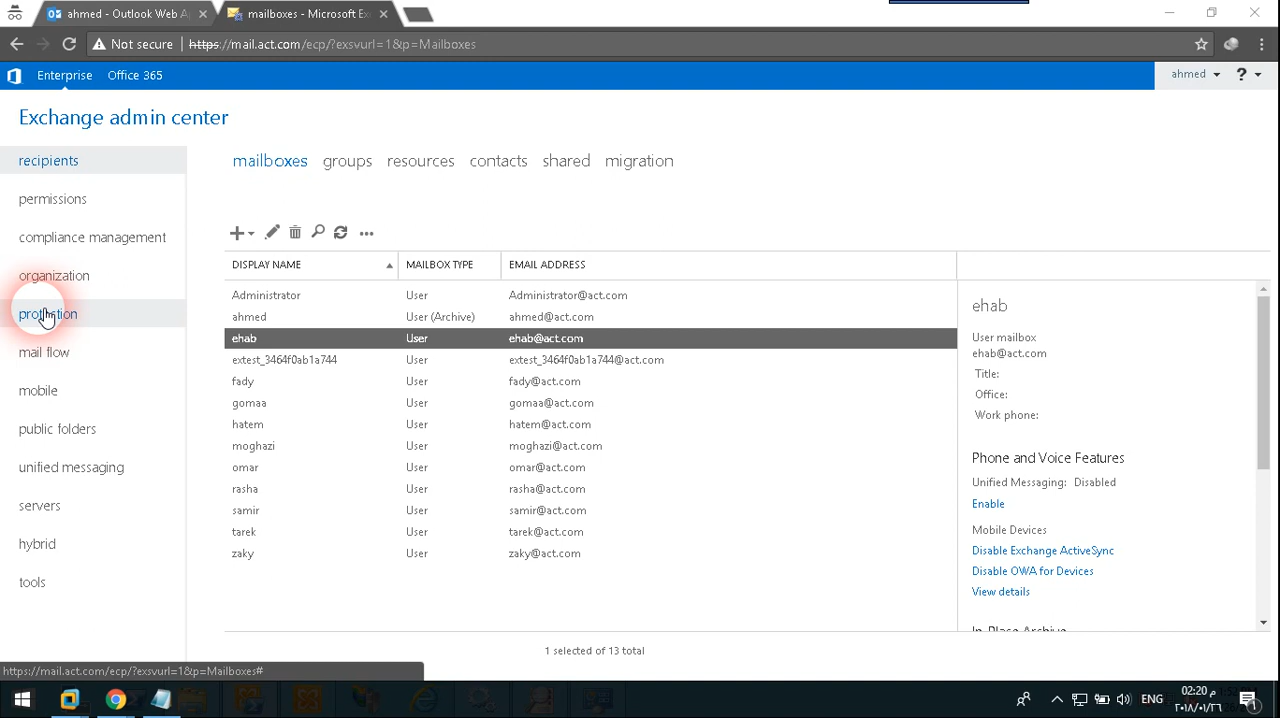 ahmed - Outlook Web A
mailboxes - Microsoft Ex
Not secure https://mail.act.com/ecp/?exsvurl=1&p=Mailboxes
Enterprise Office 365
ahmed ?
Exchange admin center
recipients
permissions
compliance management
organization
protection
mail flow
mobile
public folders
unified messaging
servers
hybrid
tools
mailboxes groups resources contacts shared migration
DISPLAY NAME MAILBOX TYPE EMAIL ADDRESS
Administrator User Administrator@act.com
ahmed User (Archive) ahmed@act.com
ehab User ehab@act.com
extest_3464f0ab1a744 User extest_3464f0ab1a744@act.com
fady User fady@act.com
gomaa User gomaa@act.com
hatem User hatem@act.com
moghazi User moghazi@act.com
omar User omar@act.com
rasha User rasha@act.com
samir User samir@act.com
tarek User tarek@act.com
zaky User zaky@act.com
1 selected of 13 total
ehab
User mailbox
ehab@act.com
Title:
Office:
Work phone:
Phone and Voice Features
Unified Messaging: Disabled
Enable
Mobile Devices
Disable Exchange ActiveSync
Disable OWA for Devices
View details
In-Place Archive
https://mail.act.com/ecp/?exsvurl=1&p=Mailboxes#
ENG
02:20 م
٢٠١٨/٠١/٢٦
1